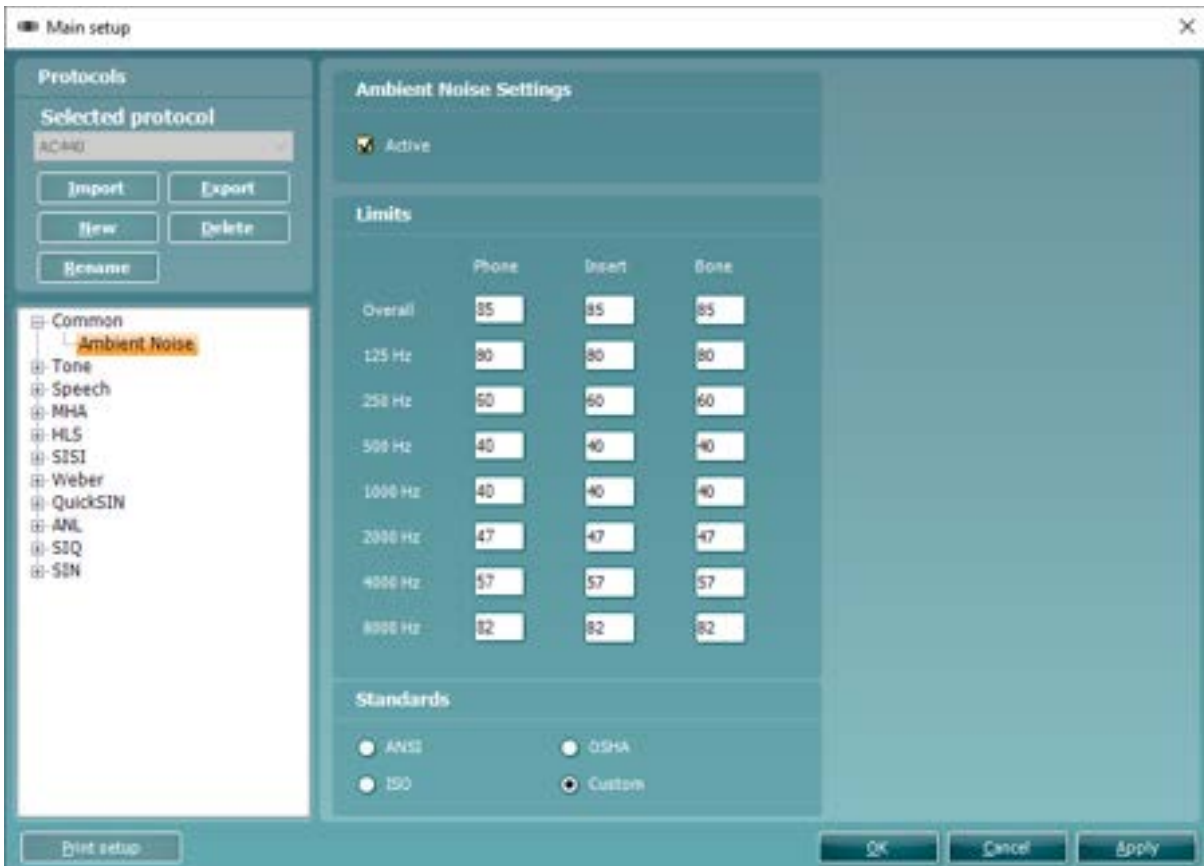 Main setup
Protocols
Selected protocol
AC440
Import Export
New Delete
Rename
Common
Ambient Noise
Tone
Speech
MHA
HLS
SISI
Weber
QuickSIN
ANL
SIQ
SIN
Ambient Noise Settings
Active
Limits
Phone Insert Bone
Overall 85 85 85
125 Hz 80 80 80
250 Hz 60 60 60
500 Hz 40 40 40
1000 Hz 40 40 40
2000 Hz 47 47 47
4000 Hz 57 57 57
8000 Hz 82 82 82
Standards
ANSI OSHA
ISO Custom
Print setup OK Cancel Apply